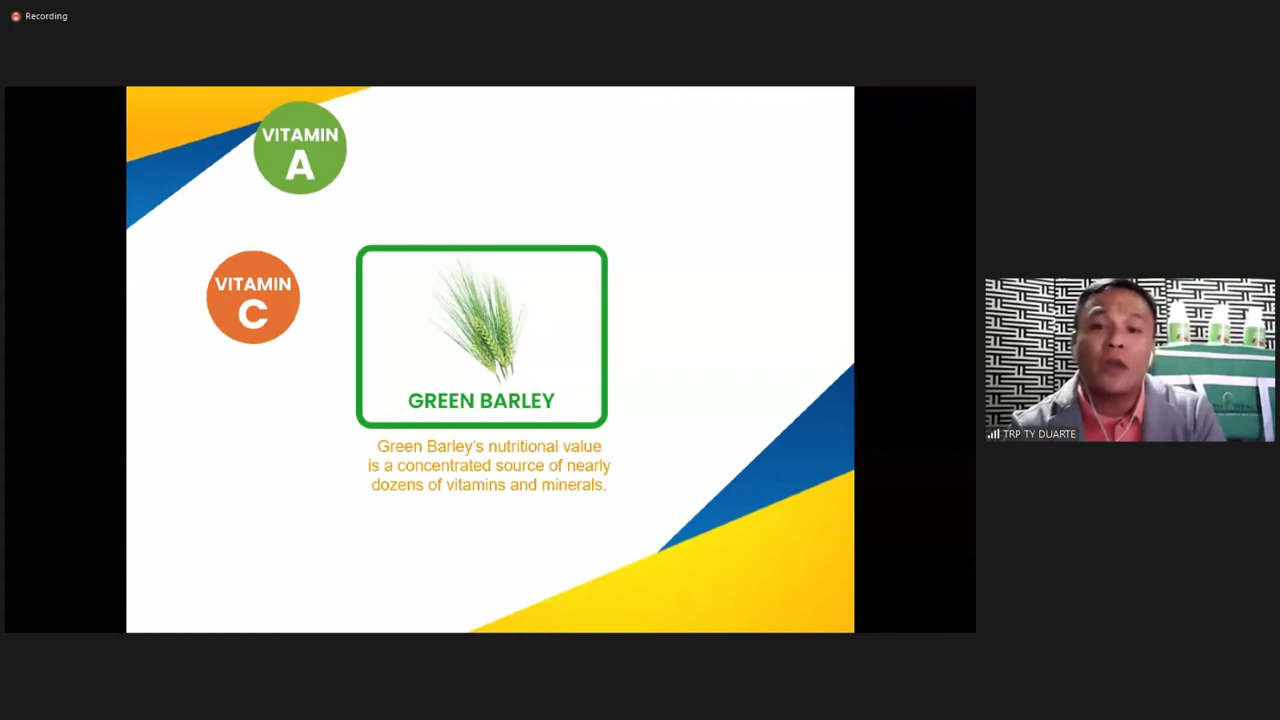 Recording
VITAMIN
A
VITAMIN
C
GREEN BARLEY
Green Barley's nutritional value
is a concentrated source of nearly
dozens of vitamins and minerals.
TRP TY DUARTE